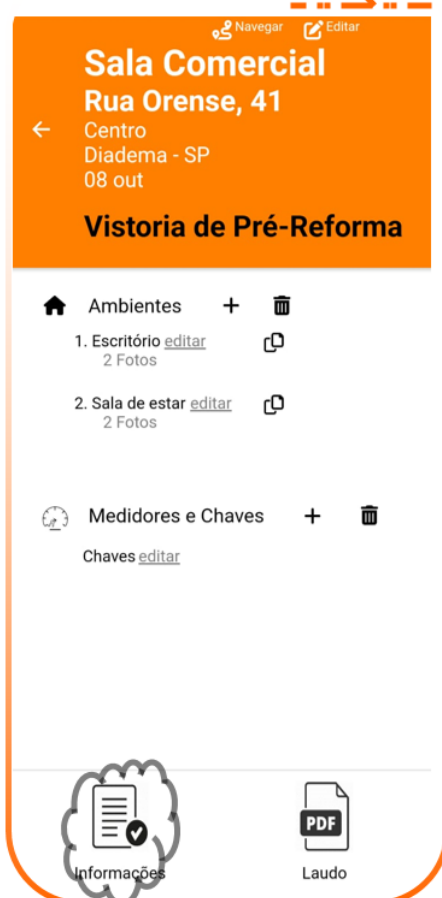 Navegar Editar
Sala Comercial
Rua Orense, 41
Centro
Diadema - SP
08 out
Vistoria de Pré-Reforma
Ambientes
1. Escritório editar
2 Fotos
2. Sala de estar editar
2 Fotos
Medidores e Chaves
Chaves editar
PDF
Informações Laudo